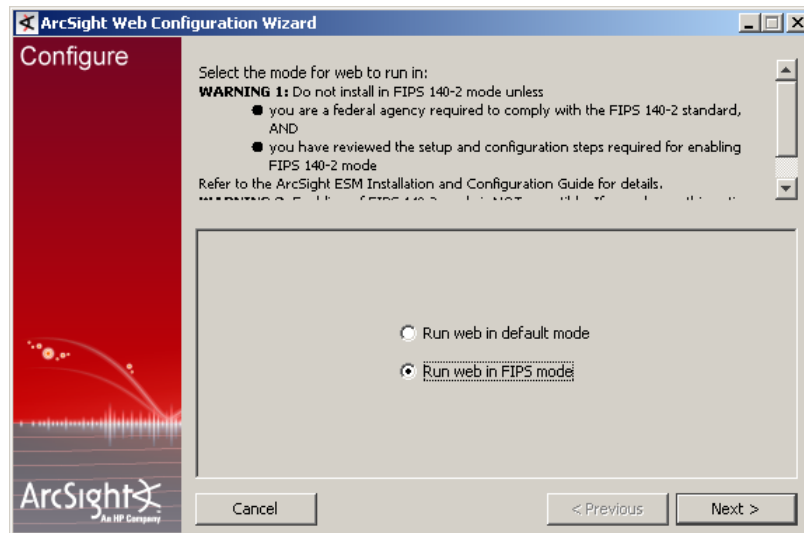 ArcSight Web Configuration Wizard
Configure
Select the mode for web to run in:
WARNING 1: Do not install in FIPS 140-2 mode unless
● you are a federal agency required to comply with the FIPS 140-2 standard,
AND
● you have reviewed the setup and configuration steps required for enabling
FIPS 140-2 mode
Refer to the ArcSight ESM Installation and Configuration Guide for details.
Run web in default mode
Run web in FIPS mode
ArcSight
An HP Company
Cancel
< Previous
Next >